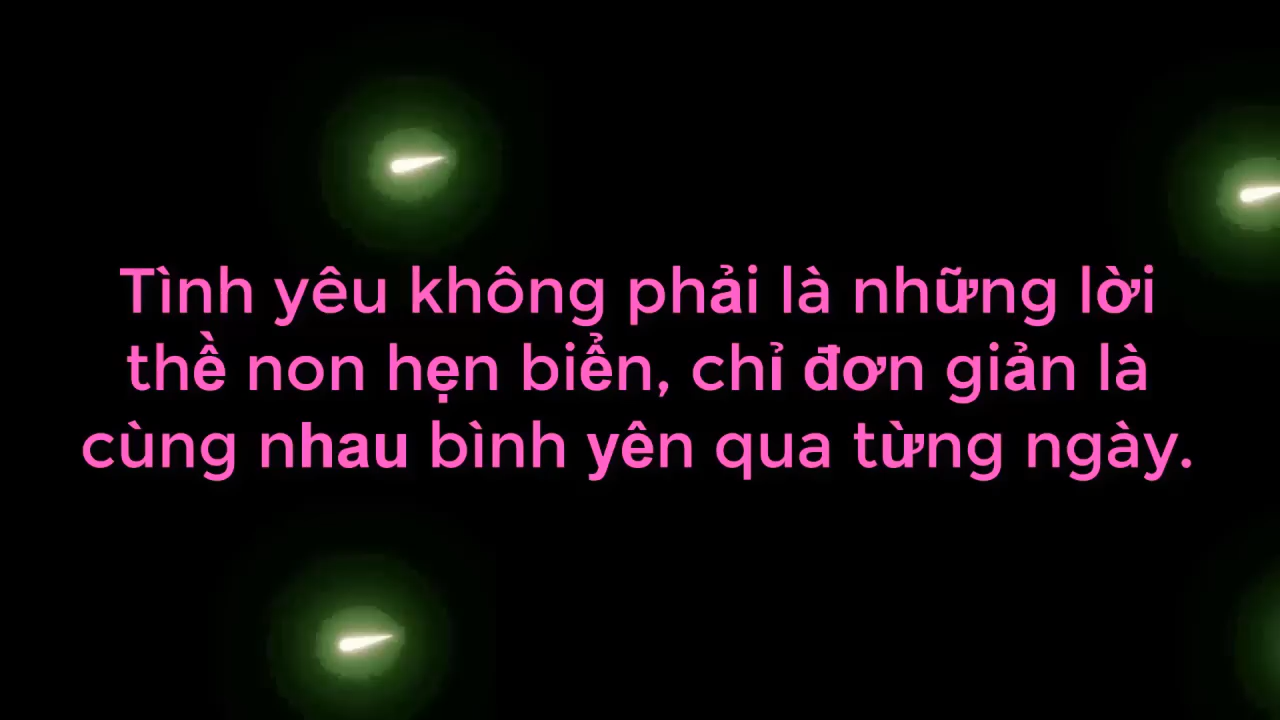 Tình yêu không phải là những lời
thề non hẹn biển, chỉ đơn giản là
cùng nhau bình yên qua từng ngày.